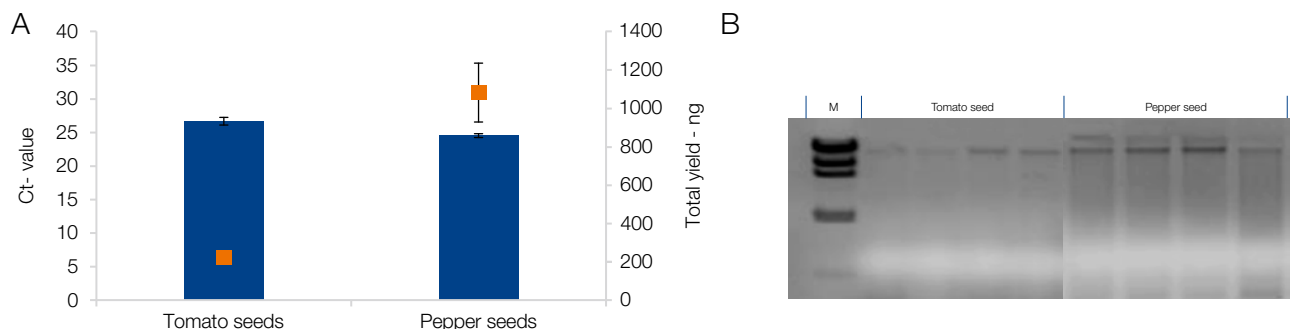 A
40
35
30
25
20
15
10
5
0
Ct- value
1400
1200
1000
800
600
400
200
0
Total yield - ng
Tomato seeds Pepper seeds
B
M Tomato seed Pepper seed